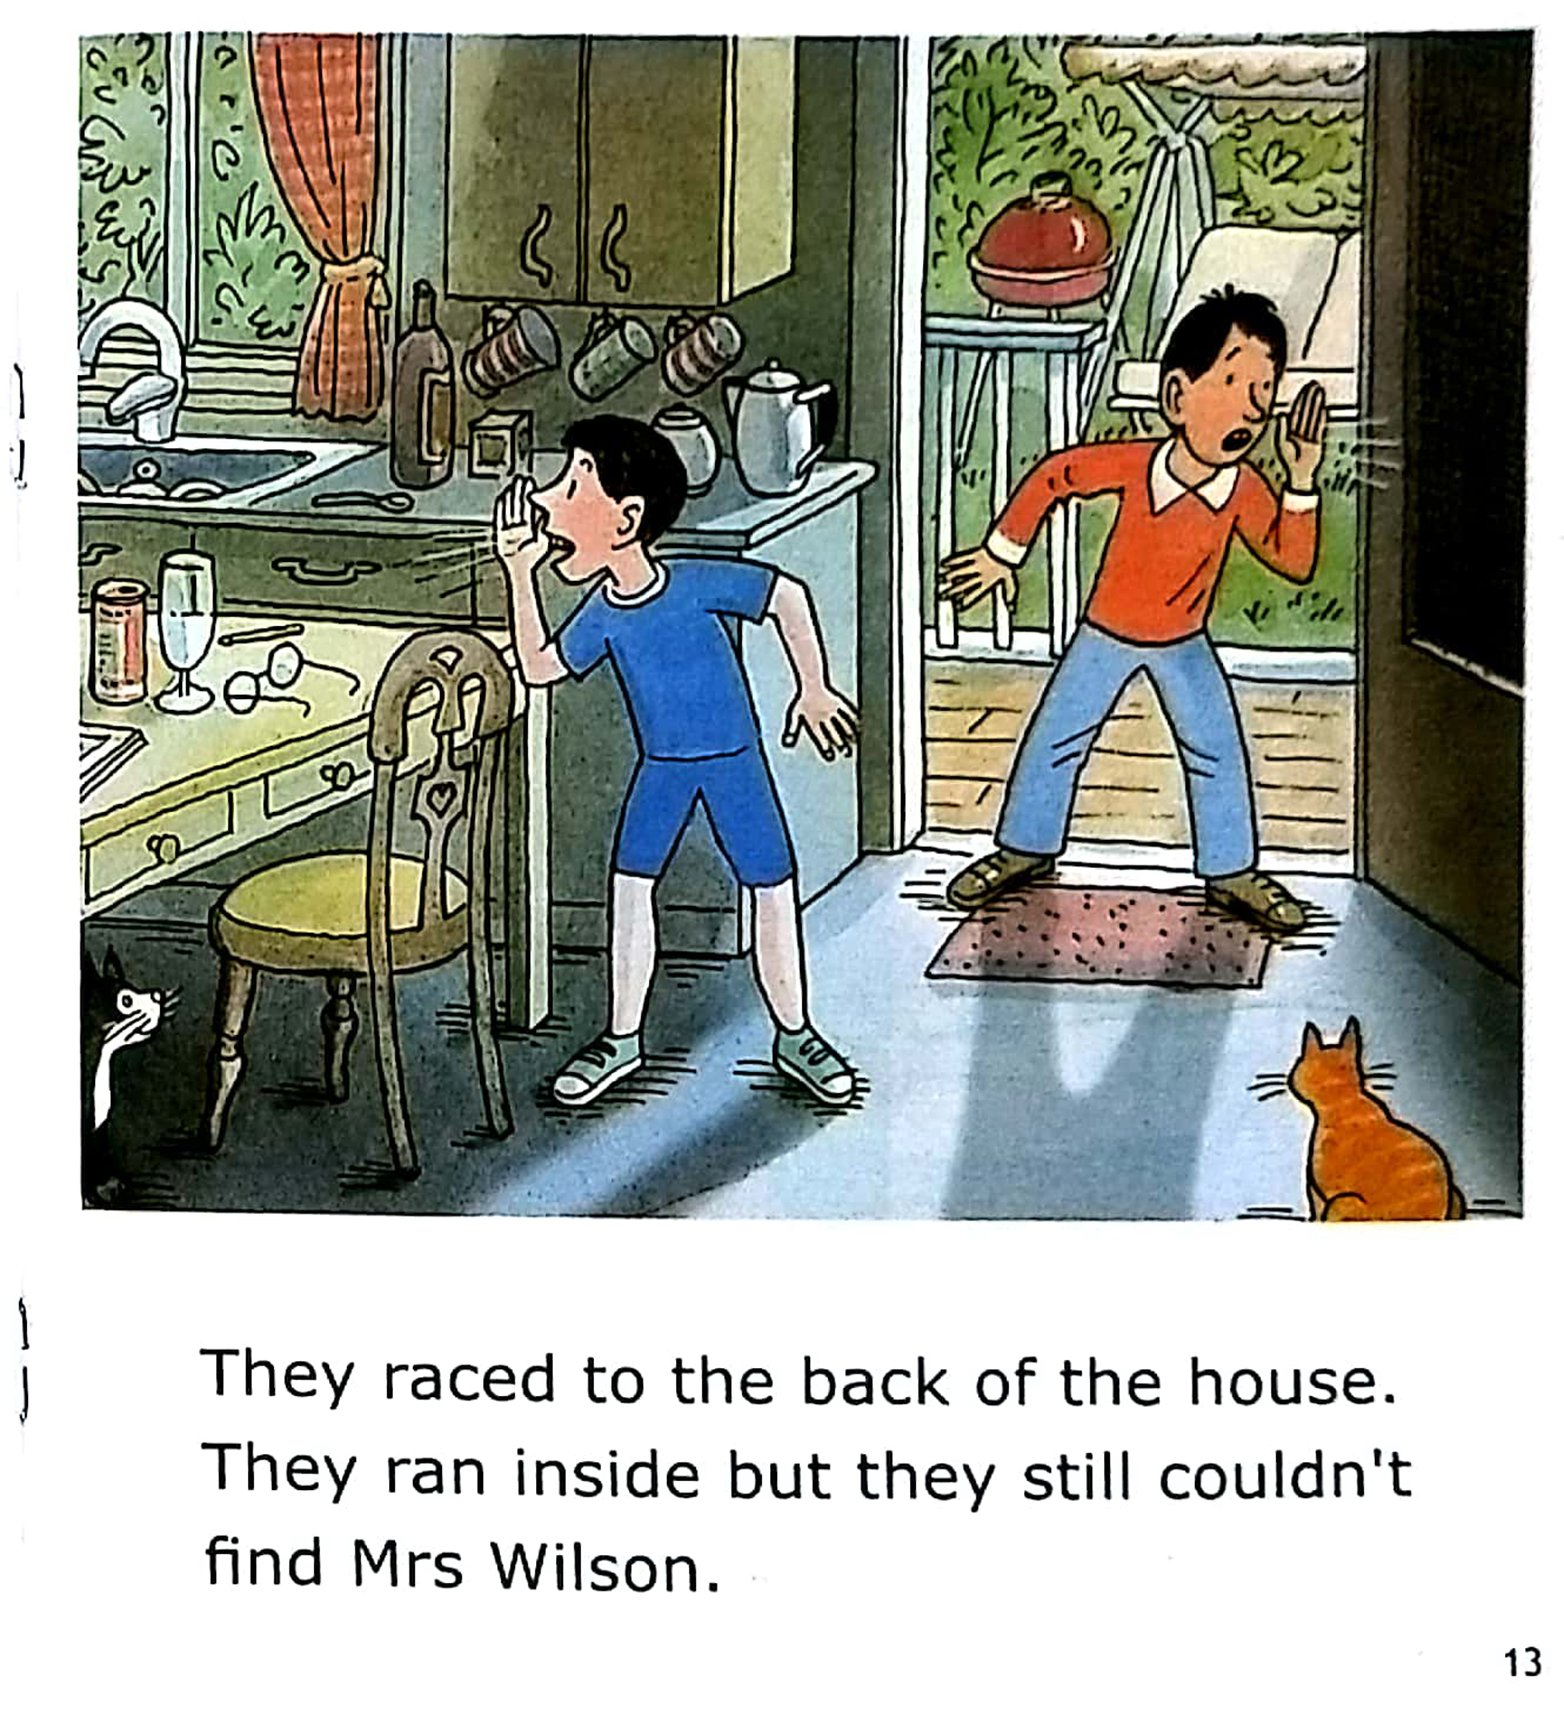 They raced to the back of the house.
They ran inside but they still couldn't
find Mrs Wilson.
13